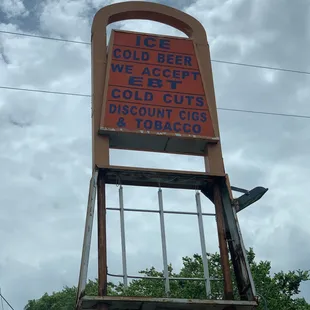 ICE
COLD BEER
WE ACCEPT
EBT
COLD CUTS
DISCOUNT CIGS
& TOBACCO